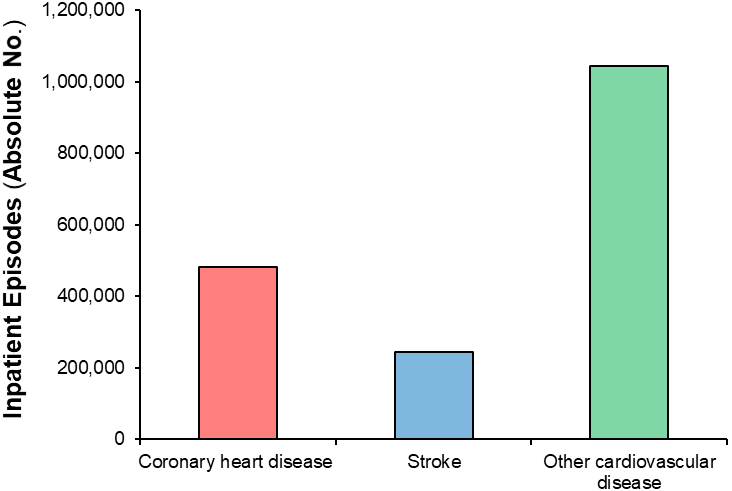 Inpatient Episodes (Absolute No.)
1,200,000
1,000,000
800,000
600,000
400,000
200,000
0
Coronary heart disease
Stroke
Other cardiovascular
disease